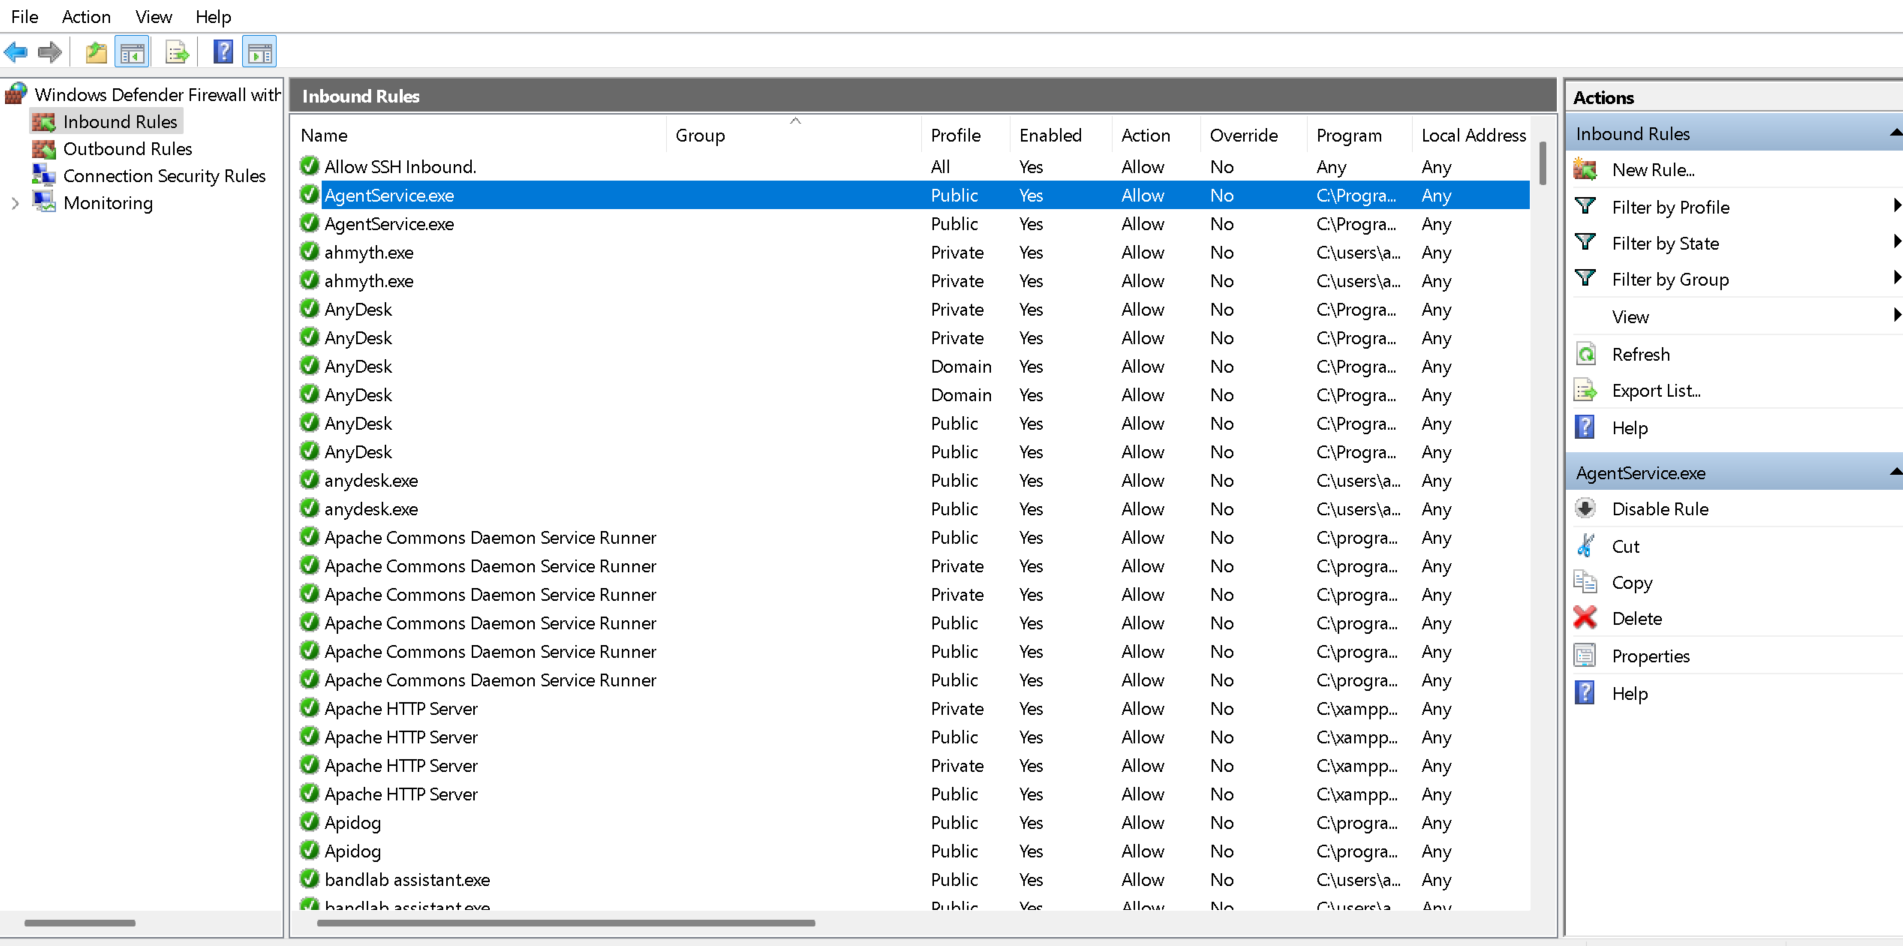 File Action View Help
Windows Defender Firewall with
Inbound Rules
Outbound Rules
Connection Security Rules
Monitoring
Inbound Rules
Name Group Profile Enabled Action Override Program Local Address
Allow SSH Inbound. All Yes Allow No Any Any
AgentService.exe Public Yes Allow No C:\Progra... Any
AgentService.exe Public Yes Allow No C:\Progra... Any
ahmyth.exe Private Yes Allow No C:\users\a... Any
ahmyth.exe Private Yes Allow No C:\users\a... Any
AnyDesk Private Yes Allow No C:\Progra... Any
AnyDesk Private Yes Allow No C:\Progra... Any
AnyDesk Domain Yes Allow No C:\Progra... Any
AnyDesk Domain Yes Allow No C:\Progra... Any
AnyDesk Public Yes Allow No C:\Progra... Any
AnyDesk Public Yes Allow No C:\Progra... Any
anydesk.exe Public Yes Allow No C:\users\a... Any
anydesk.exe Public Yes Allow No C:\users\a... Any
Apache Commons Daemon Service Runner Public Yes Allow No C:\progra... Any
Apache Commons Daemon Service Runner Private Yes Allow No C:\progra... Any
Apache Commons Daemon Service Runner Private Yes Allow No C:\progra... Any
Apache Commons Daemon Service Runner Public Yes Allow No C:\progra... Any
Apache Commons Daemon Service Runner Public Yes Allow No C:\progra... Any
Apache Commons Daemon Service Runner Public Yes Allow No C:\progra... Any
Apache HTTP Server Private Yes Allow No C:\xampp... Any
Apache HTTP Server Public Yes Allow No C:\xampp... Any
Apache HTTP Server Private Yes Allow No C:\xampp... Any
Apache HTTP Server Public Yes Allow No C:\xampp... Any
Apidog Public Yes Allow No C:\progra... Any
Apidog Public Yes Allow No C:\progra... Any
bandlab assistant.exe Public Yes Allow No C:\users\a... Any
bandlab assistant.exe Public Yes Allow No C:\users\a... Any
Actions
Inbound Rules
New Rule...
Filter by Profile
Filter by State
Filter by Group
View
Refresh
Export List...
Help
AgentService.exe
Disable Rule
Cut
Copy
Delete
Properties
Help